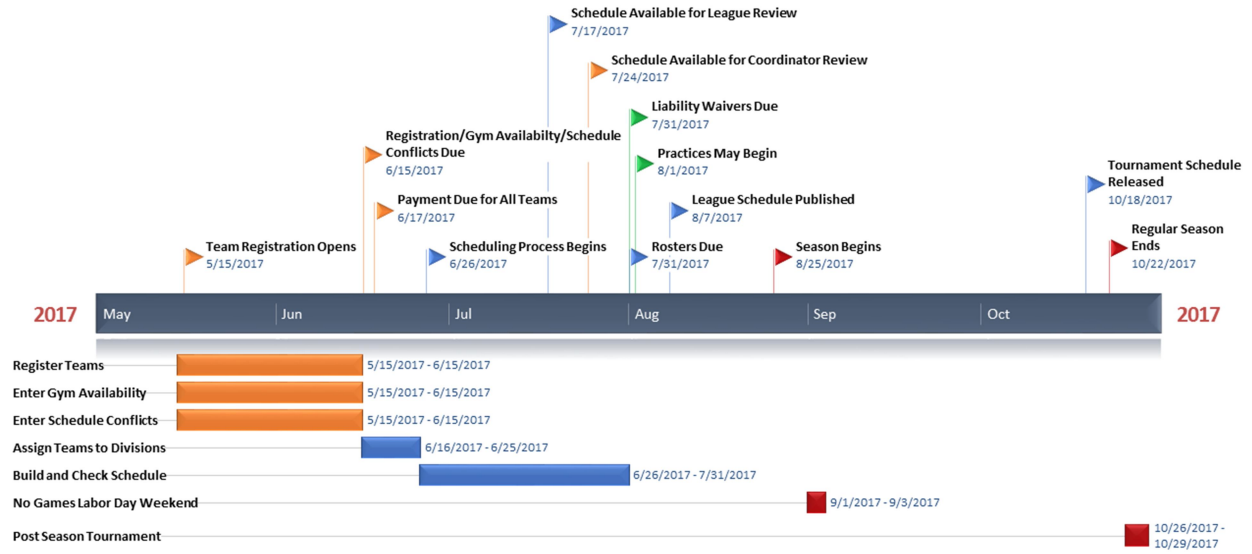 Schedule Available for League Review
7/17/2017
Schedule Available for Coordinator Review
7/24/2017
Liability Waivers Due
7/31/2017
Registration/Gym Availabilty/Schedule
Conflicts Due
6/15/2017
Practices May Begin
8/1/2017
Tournament Schedule
Released
10/18/2017
Payment Due for All Teams
6/17/2017
League Schedule Published
8/7/2017
Regular Season
Ends
10/22/2017
Team Registration Opens
5/15/2017
Scheduling Process Begins
6/26/2017
Rosters Due
7/31/2017
Season Begins
8/25/2017
2017 May Jun Jul Aug Sep Oct 2017
Register Teams 5/15/2017 - 6/15/2017
Enter Gym Availability 5/15/2017 - 6/15/2017
Enter Schedule Conflicts 5/15/2017 - 6/15/2017
Assign Teams to Divisions 6/16/2017 - 6/25/2017
Build and Check Schedule 6/26/2017 - 7/31/2017
No Games Labor Day Weekend 9/1/2017 - 9/3/2017
Post Season Tournament 10/26/2017 -
10/29/2017